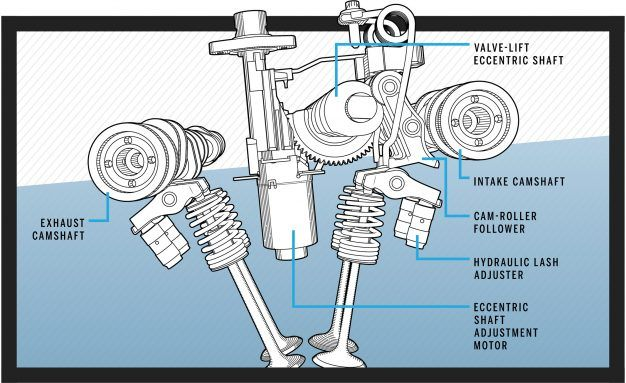 VALVE-LIFT
ECCENTRIC SHAFT
INTAKE CAMSHAFT
EXHAUST
CAMSHAFT
CAM-ROLLER
FOLLOWER
HYDRAULIC LASH
ADJUSTER
ECCENTRIC
SHAFT
ADJUSTMENT
MOTOR